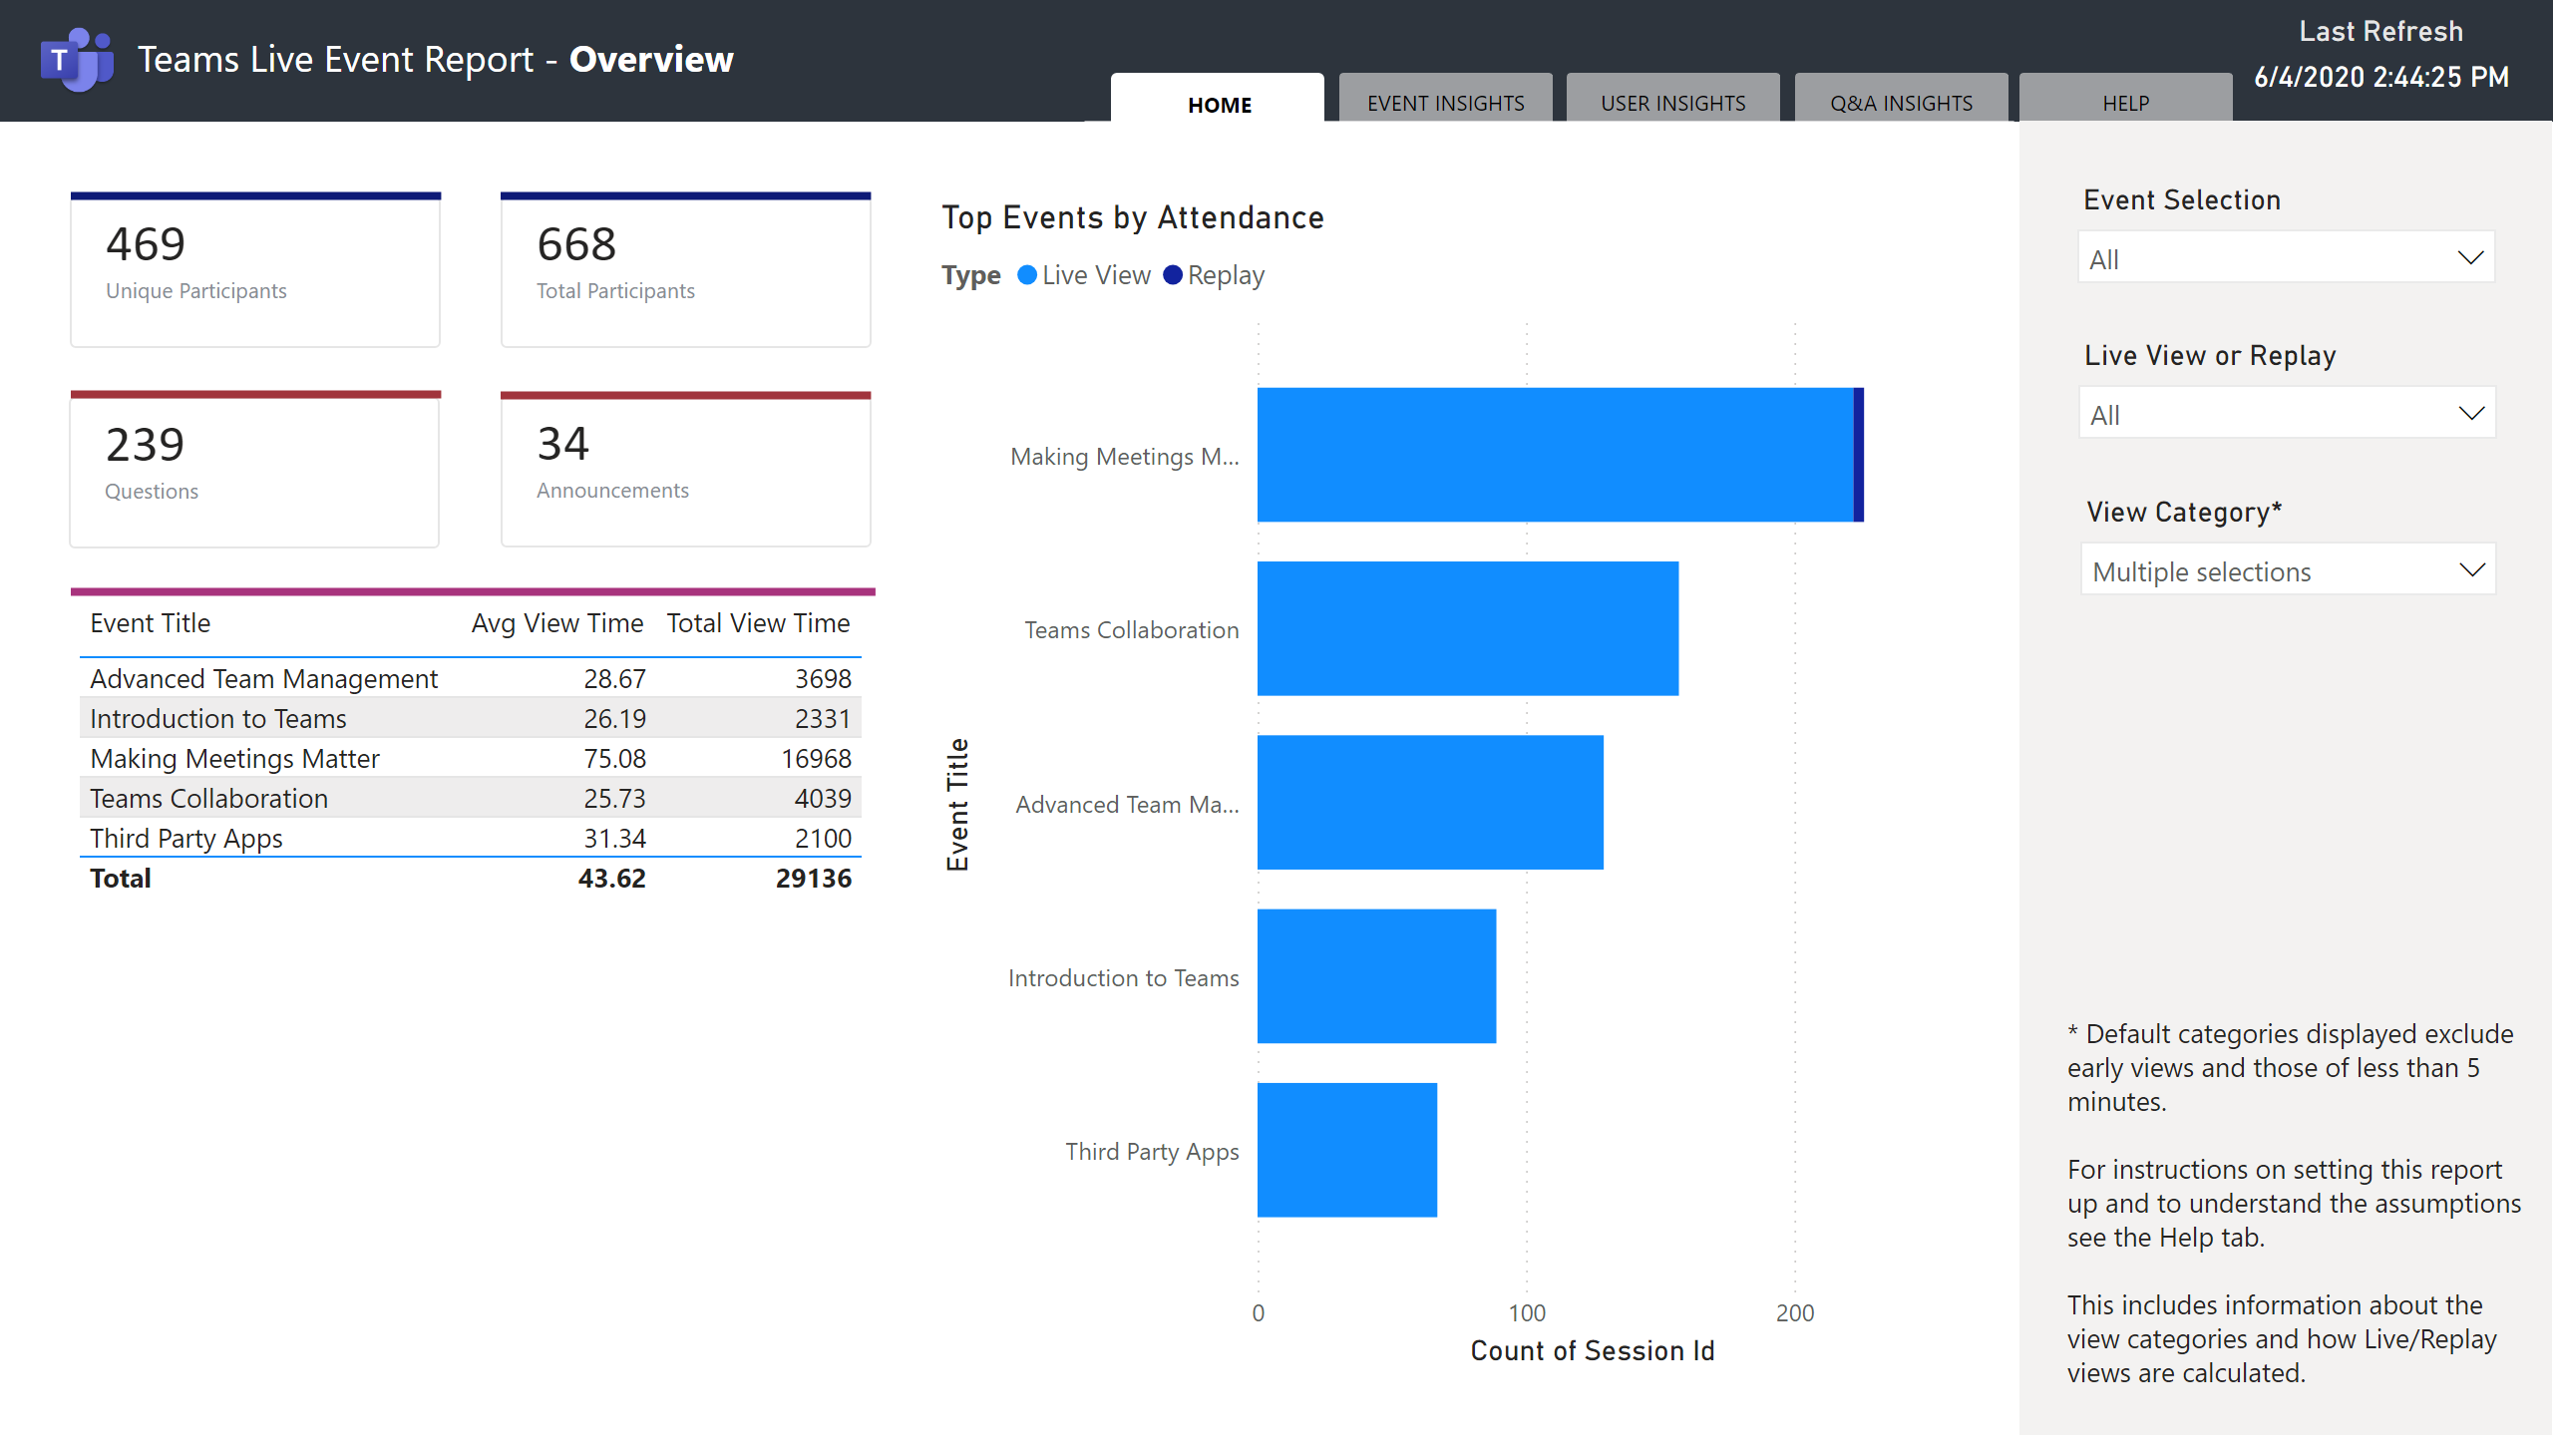 T
Teams Live Event Report - Overview
HOME
EVENT INSIGHTS
USER INSIGHTS
Q&A INSIGHTS
HELP
Last Refresh
6/4/2020 2:44:25 PM
469
Unique Participants
668
Total Participants
239
Questions
34
Announcements
Event Title Avg View Time Total View Time
Advanced Team Management 28.67 3698
Introduction to Teams 26.19 2331
Making Meetings Matter 75.08 16968
Teams Collaboration 25.73 4039
Third Party Apps 31.34 2100
Total 43.62 29136
Top Events by Attendance
Type Live View Replay
Event Title
Making Meetings M...
Teams Collaboration
Advanced Team Ma...
Introduction to Teams
Third Party Apps
0 100 200
Count of Session Id
Event Selection
All
Live View or Replay
All
View Category*
Multiple selections
* Default categories displayed exclude
early views and those of less than 5
minutes.
For instructions on setting this report
up and to understand the assumptions
see the Help tab.
This includes information about the
view categories and how Live/Replay
views are calculated.